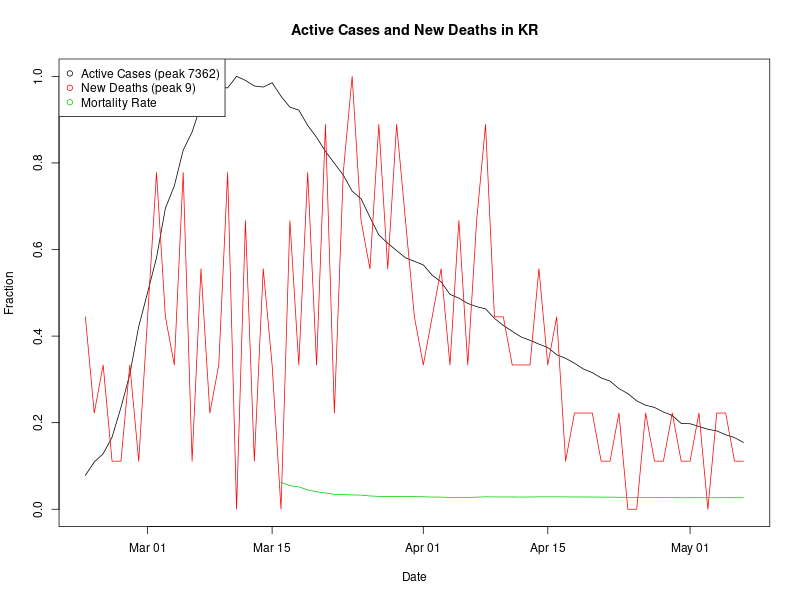 Active Cases and New Deaths in KR
Active Cases (peak 7362)
New Deaths (peak 9)
Mortality Rate
Fraction
1.0
0.8
0.6
0.4
0.2
0.0
Mar 01 Mar 15 Apr 01 Apr 15 May 01
Date